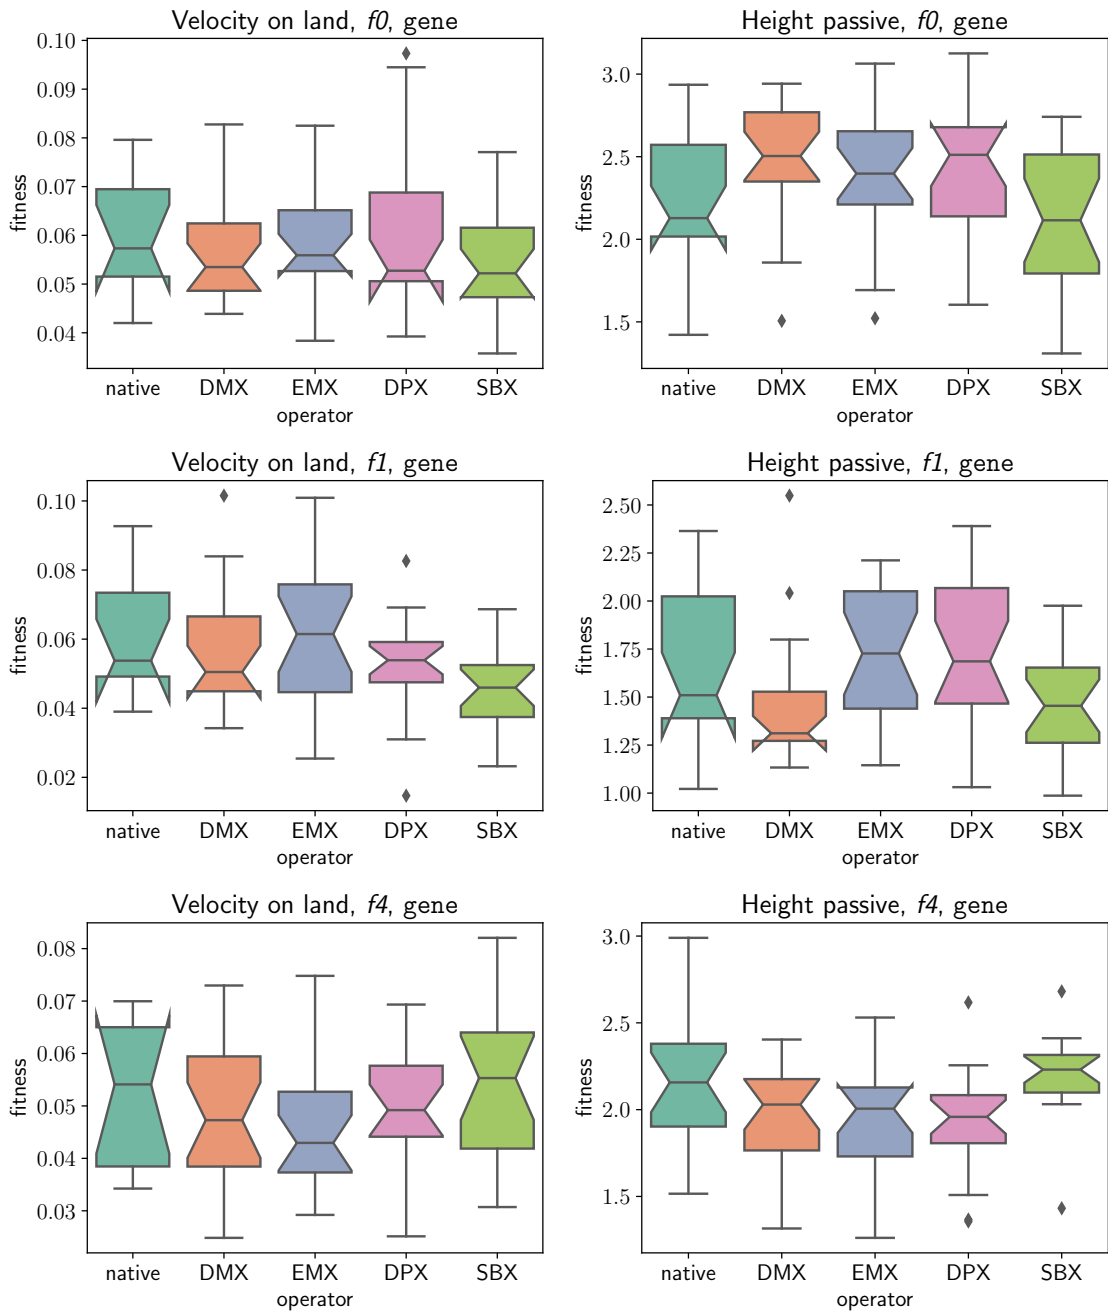 Velocity on land, f0, gene
0.10
0.09
0.08
0.07
0.06
0.05
0.04
fitness
native DMX EMX DPX SBX
operator
Height passive, f0, gene
3.0
2.5
2.0
1.5
fitness
native DMX EMX DPX SBX
operator
Velocity on land, f1, gene
0.10
0.08
0.06
0.04
0.02
fitness
native DMX EMX DPX SBX
operator
Height passive, f1, gene
2.50
2.25
2.00
1.75
1.50
1.25
1.00
fitness
native DMX EMX DPX SBX
operator
Velocity on land, f4, gene
0.08
0.07
0.06
0.05
0.04
0.03
fitness
native DMX EMX DPX SBX
operator
Height passive, f4, gene
3.0
2.5
2.0
1.5
fitness
native DMX EMX DPX SBX
operator